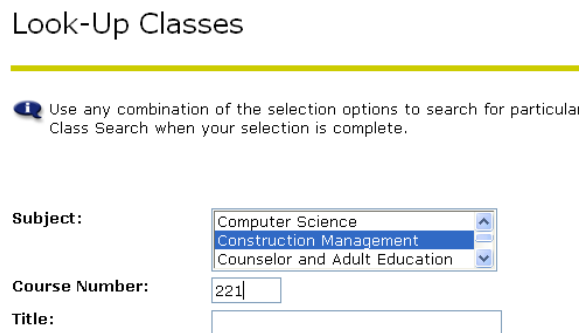 Look-Up Classes
Use any combination of the selection options to search for particular
Class Search when your selection is complete.
Subject:
Computer Science
Construction Management
Counselor and Adult Education
Course Number:
221
Title: